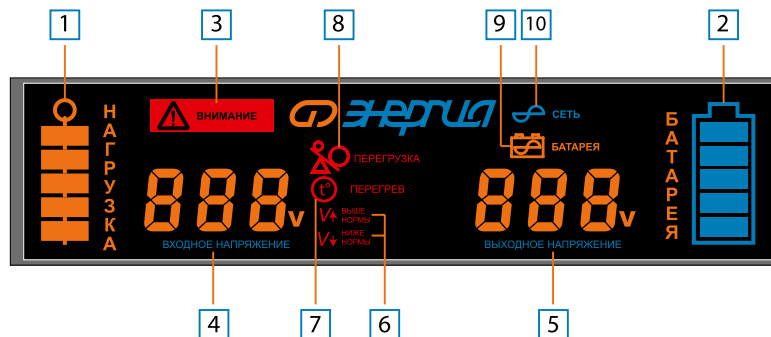 1
3
8
9
10
2
НАГРУЗКА
ВНИМАНИЕ
энергия
СЕТЬ
БАТАРЕЯ
БАТАРЕЯ
ПЕРЕГРУЗКА
t° ПЕРЕГРЕВ
888v
888v
V ВЫШЕ
НОРМЫ
V НИЖЕ
НОРМЫ
ВХОДНОЕ НАПРЯЖЕНИЕ
ВЫХОДНОЕ НАПРЯЖЕНИЕ
4
7
6
5